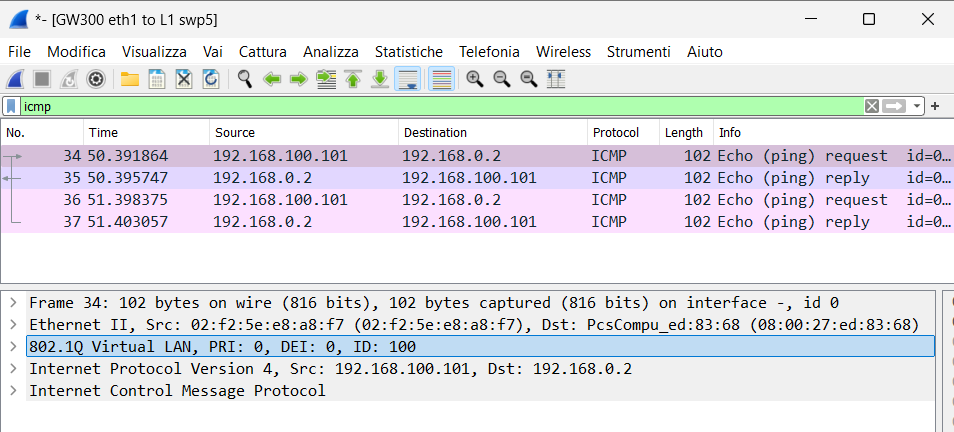 *- [GW300 eth1 to L1 swp5]
File Modifica Visualizza Vai Cattura Analizza Statistiche Telefonia Wireless Strumenti Aiuto
icmp
No. Time Source Destination Protocol Length Info
34 50.391864 192.168.100.101 192.168.0.2 ICMP 102 Echo (ping) request id=0…
35 50.395747 192.168.0.2 192.168.100.101 ICMP 102 Echo (ping) reply id=0…
36 51.398375 192.168.100.101 192.168.0.2 ICMP 102 Echo (ping) request id=0…
37 51.403057 192.168.0.2 192.168.100.101 ICMP 102 Echo (ping) reply id=0…
Frame 34: 102 bytes on wire (816 bits), 102 bytes captured (816 bits) on interface -, id 0
Ethernet II, Src: 02:f2:5e:e8:a8:f7 (02:f2:5e:e8:a8:f7), Dst: PcsCompu_ed:83:68 (08:00:27:ed:83:68)
802.1Q Virtual LAN, PRI: 0, DEI: 0, ID: 100
Internet Protocol Version 4, Src: 192.168.100.101, Dst: 192.168.0.2
Internet Control Message Protocol